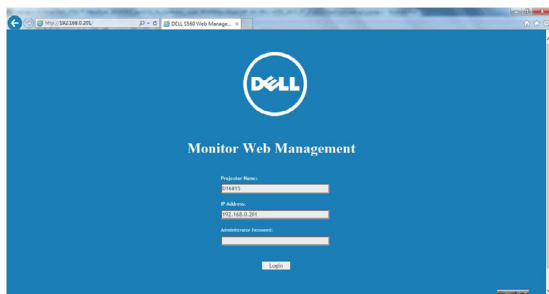 http://192.168.0.201/
DELL S560 Web Manage...
DELL
Monitor Web Management
Projector Name:
IP Address:
192.168.0.201
Administrator Password:
Login